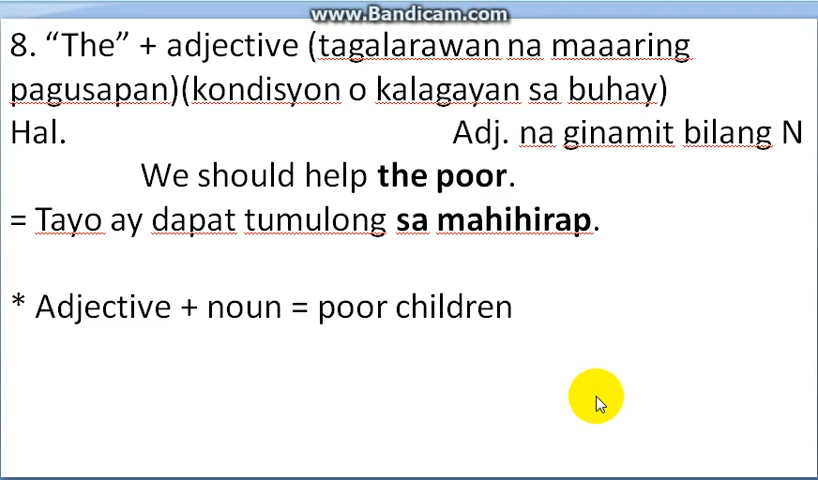 www.Bandicam.com
8. “The” + adjective (tagalarawan na maaaring
pagusapan)(kondisyon o kalagayan sa buhay)
Hal. Adj. na ginamit bilang N
We should help the poor.
= Tayo ay dapat tumulong sa mahihirap.
* Adjective + noun = poor children